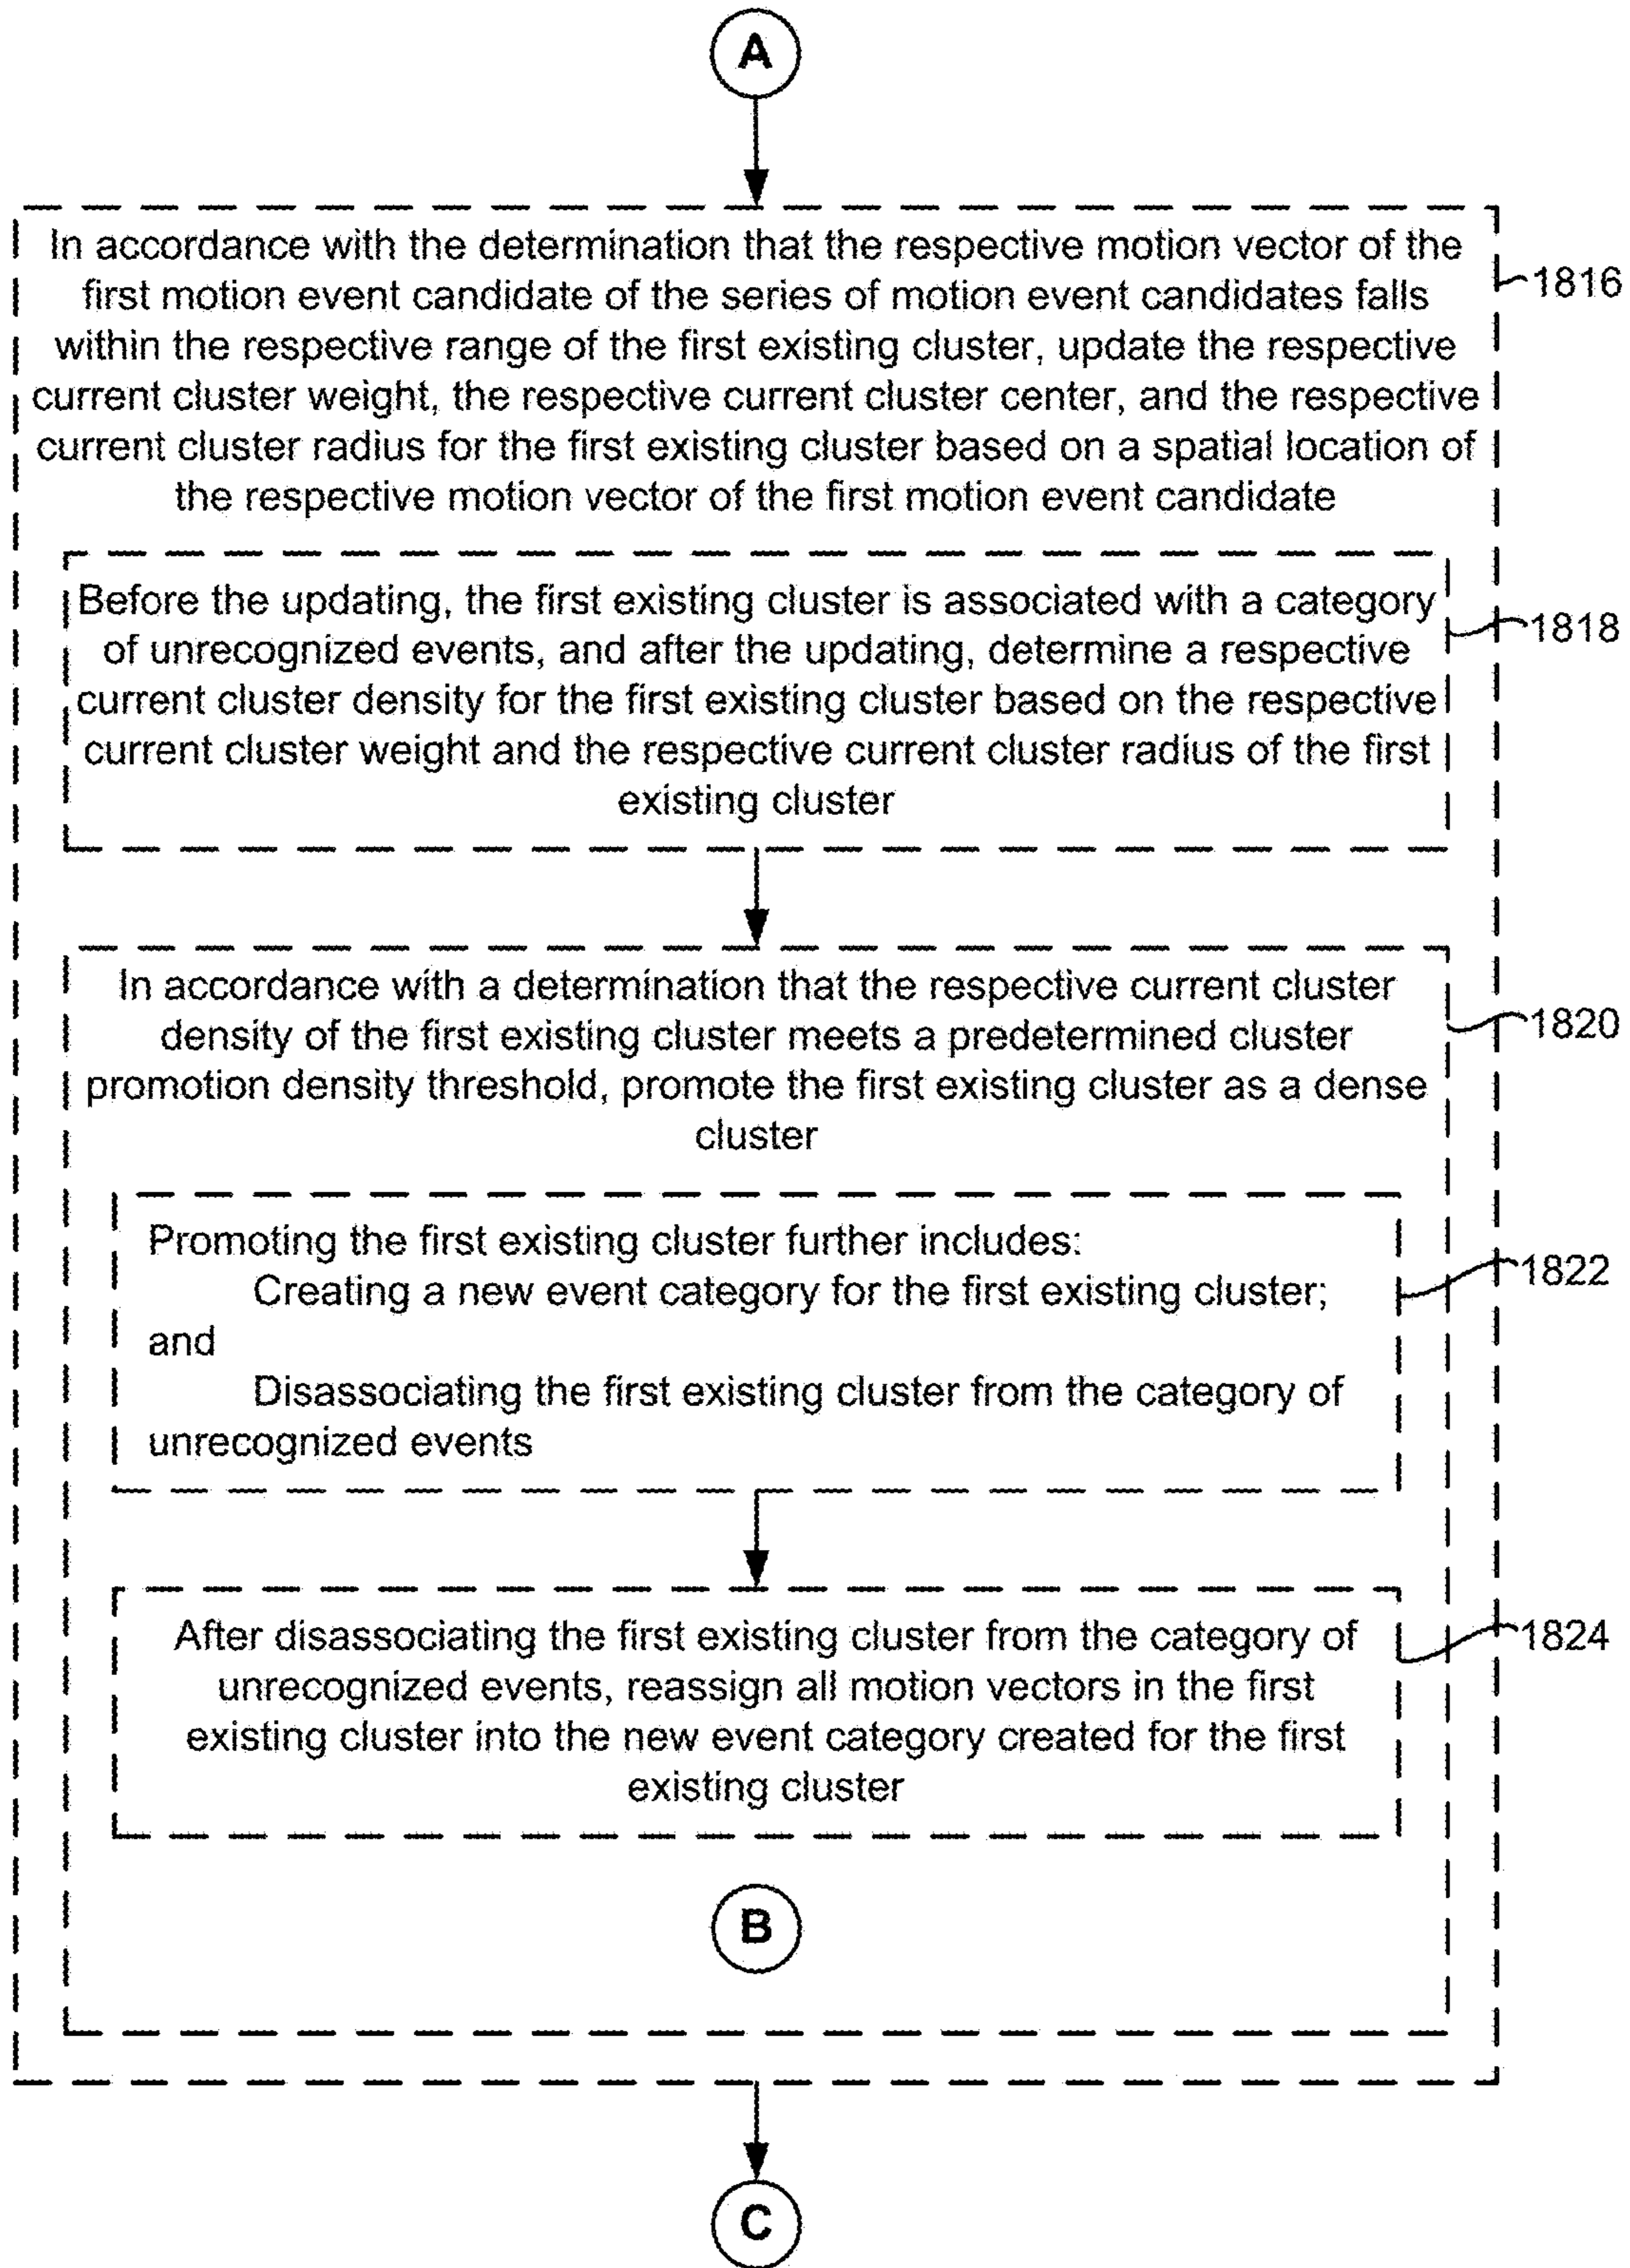 A
In accordance with the determination that the respective motion vector of the
first motion event candidate of the series of motion event candidates falls
within the respective range of the first existing cluster, update the respective
current cluster weight, the respective current cluster center, and the respective
current cluster radius for the first existing cluster based on a spatial location of
the respective motion vector of the first motion event candidate
1816
Before the updating, the first existing cluster is associated with a category
of unrecognized events, and after the updating, determine a respective
current cluster density for the first existing cluster based on the respective
current cluster weight and the respective current cluster radius of the first
existing cluster
1818
In accordance with a determination that the respective current cluster
density of the first existing cluster meets a predetermined cluster
promotion density threshold, promote the first existing cluster as a dense
cluster
1820
Promoting the first existing cluster further includes:
Creating a new event category for the first existing cluster;
and
Disassociating the first existing cluster from the category of
unrecognized events
1822
After disassociating the first existing cluster from the category of
unrecognized events, reassign all motion vectors in the first
existing cluster into the new event category created for the first
existing cluster
1824
B
C